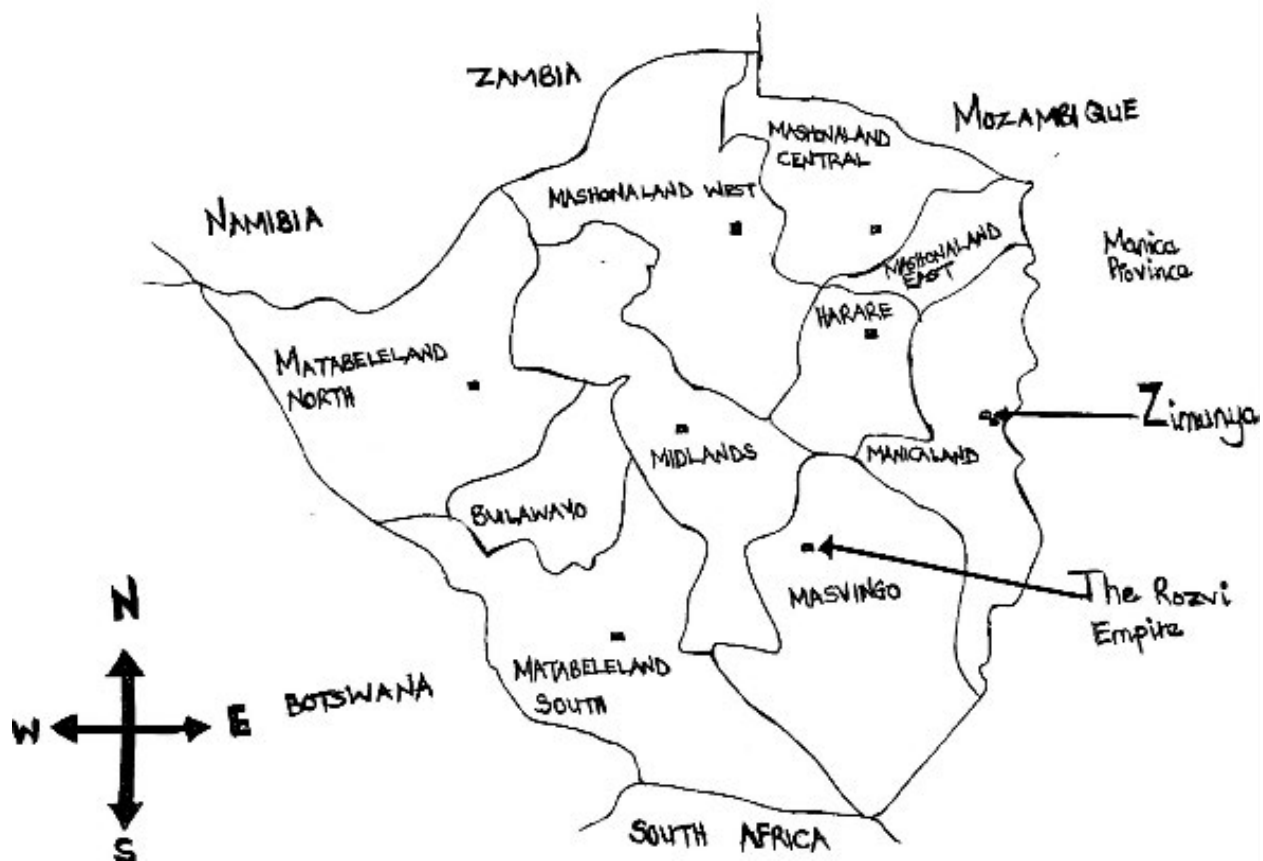 ZAMBIA
MOZAMBIQUE
MASHONALAND
CENTRAL
MASHONALAND WEST
NAMIBIA
MASHONALAND
EAST
Manica
Province
HARARE
MATABELELAND
NORTH
Zimunya
MIDLANDS
MANICALAND
BULAWAYO
MASVINGO
The Rozvi
Empire
N
MATABELELAND
SOUTH
BOTSWANA
W
E
S
SOUTH AFRICA